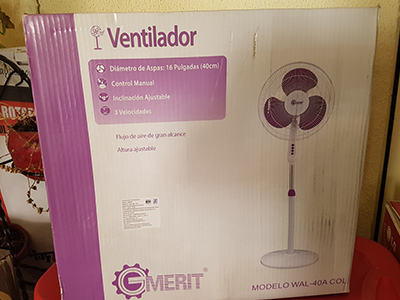 Ventilador
Diámetro de Aspas: 16 Pulgadas (40cm)
Control Manual
Inclinación Ajustable
3 Velocidades
Flujo de aire de gran alcance
Altura ajustable
GMERIT®
MODELO WAL-40A COL